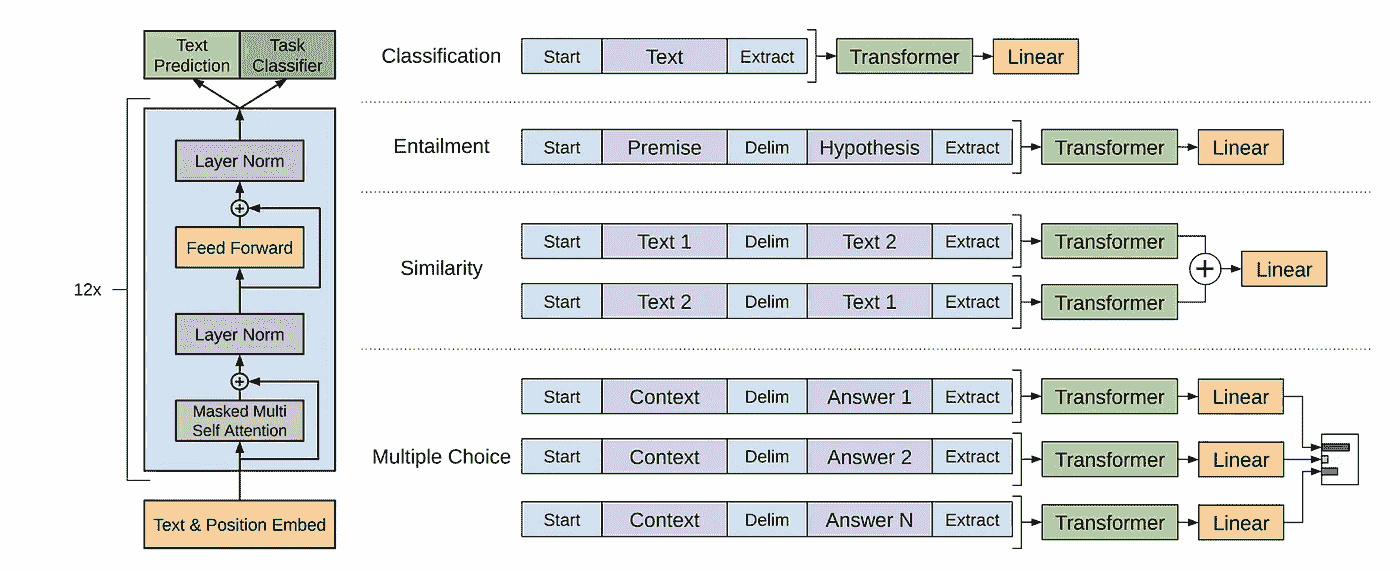 Text
Prediction
Task
Classifier
12x
Layer Norm
+
Feed Forward
Layer Norm
+
Masked Multi
Self Attention
Text & Position Embed
Classification
Start
Text
Extract
Transformer
Linear
Entailment
Start
Premise
Delim
Hypothesis
Extract
Transformer
Linear
Similarity
Start
Text 1
Delim
Text 2
Extract
Transformer
Start
Text 2
Delim
Text 1
Extract
Transformer
+
Linear
Multiple Choice
Start
Context
Delim
Answer 1
Extract
Transformer
Linear
Start
Context
Delim
Answer 2
Extract
Transformer
Linear
Start
Context
Delim
Answer N
Extract
Transformer
Linear